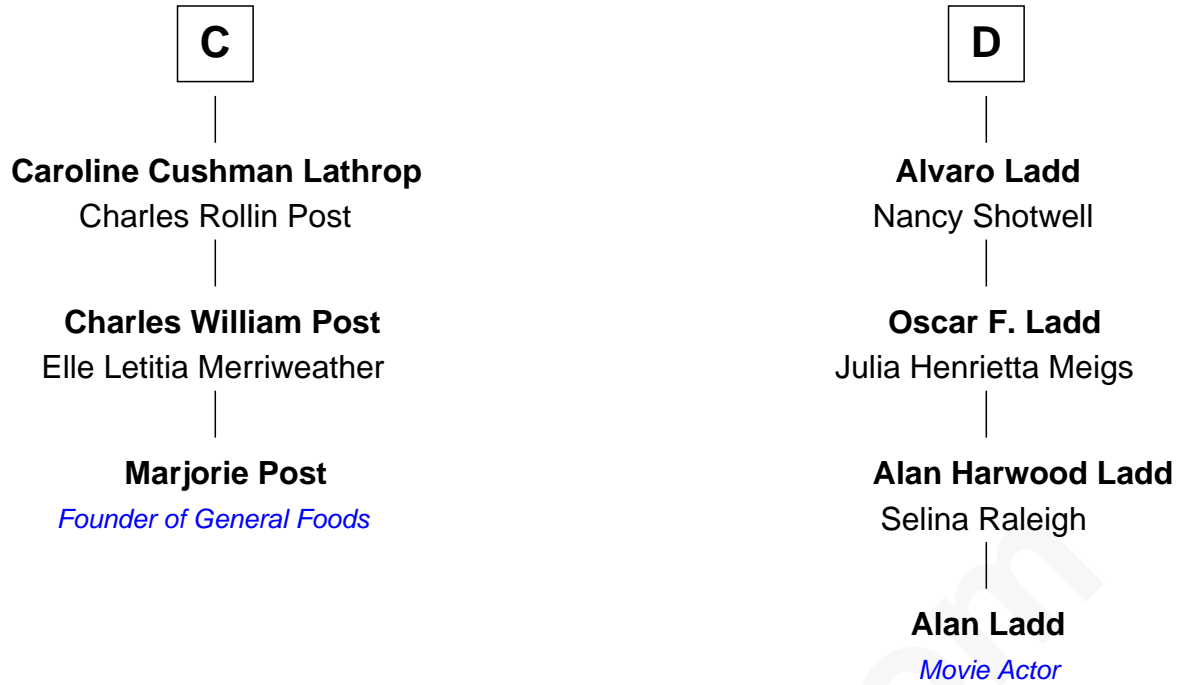 C
Caroline Cushman Lathrop
Charles Rollin Post
Charles William Post
Elle Letitia Merriweather
Marjorie Post
Founder of General Foods
D
Alvaro Ladd
Nancy Shotwell
Oscar F. Ladd
Julia Henrietta Meigs
Alan Harwood Ladd
Selina Raleigh
Alan Ladd
Movie Actor